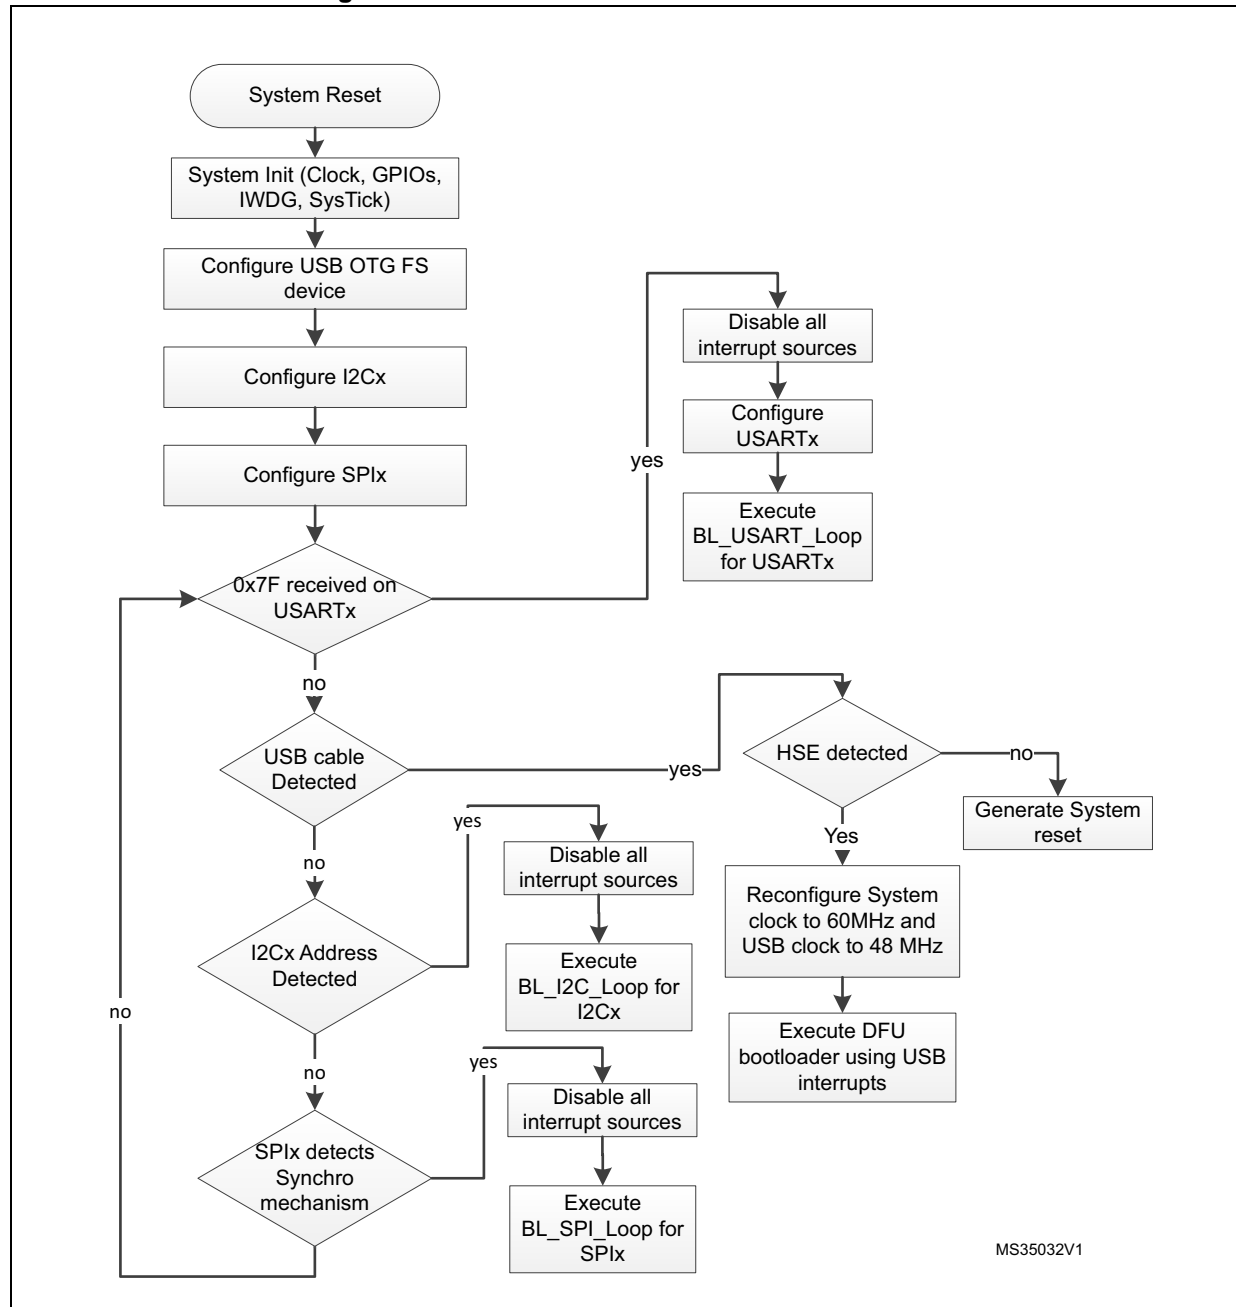 System Reset
System Init (Clock, GPIOs,
IWDG, SysTick)
Configure USB OTG FS
device
Configure I2Cx
Configure SPIx
0x7F received on
USARTx
yes
Disable all
interrupt sources
Configure
USARTx
Execute
BL_USART_Loop
for USARTx
no
USB cable
Detected
yes
HSE detected
no
Generate System
reset
Yes
Reconfigure System
clock to 60MHz and
USB clock to 48 MHz
Execute DFU
bootloader using USB
interrupts
no
I2Cx Address
Detected
yes
Disable all
interrupt sources
Execute
BL_I2C_Loop for
I2Cx
no
SPIx detects
Synchro
mechanism
yes
Disable all
interrupt sources
Execute
BL_SPI_Loop for
SPIx
no
MS35032V1